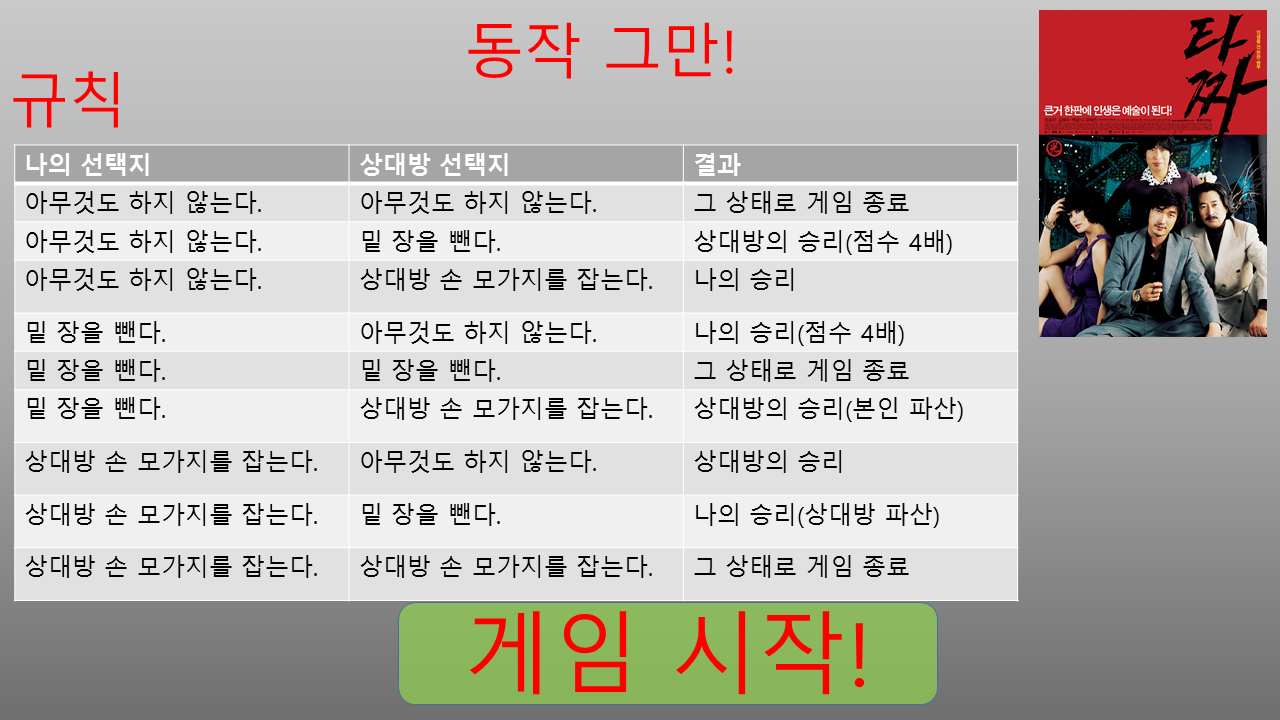 동작 그만!
규칙
나의 선택지 상대방 선택지 결과
아무것도 하지 않는다. 아무것도 하지 않는다. 그 상태로 게임 종료
아무것도 하지 않는다. 밑 장을 뺀다. 상대방의 승리(점수 4배)
아무것도 하지 않는다. 상대방 손 모가지를 잡는다. 나의 승리
밑 장을 뺀다. 아무것도 하지 않는다. 나의 승리(점수 4배)
밑 장을 뺀다. 밑 장을 뺀다. 그 상태로 게임 종료
밑 장을 뺀다. 상대방 손 모가지를 잡는다. 상대방의 승리(본인 파산)
상대방 손 모가지를 잡는다. 아무것도 하지 않는다. 상대방의 승리
상대방 손 모가지를 잡는다. 밑 장을 뺀다. 나의 승리(상대방 파산)
상대방 손 모가지를 잡는다. 상대방 손 모가지를 잡는다. 그 상태로 게임 종료
게임 시작!
타짜
큰거 한판에 인생은 예술이 된다!